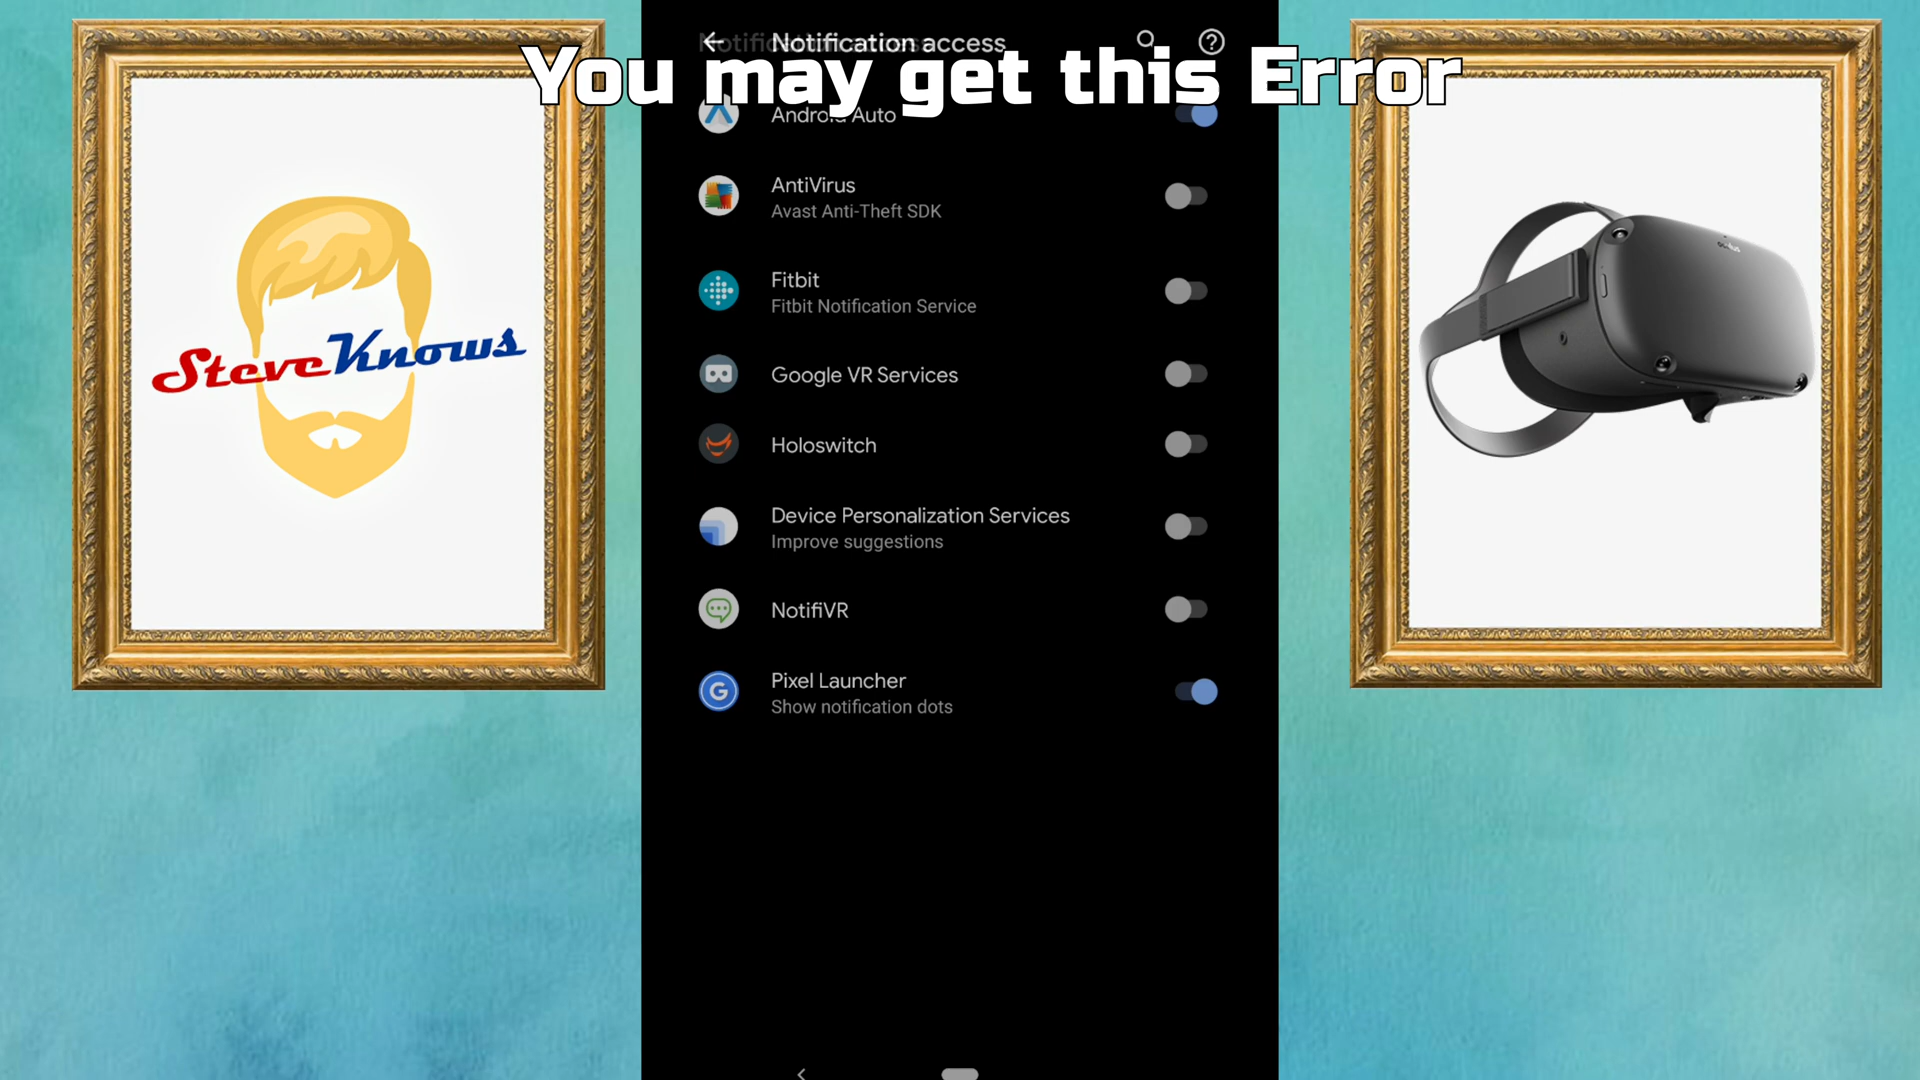 Notification access
You may get this Error
Android Auto
AntiVirus
Avast Anti-Theft SDK
Fitbit
Fitbit Notification Service
Google VR Services
Holoswitch
Device Personalization Services
Improve suggestions
NotifiVR
Pixel Launcher
Show notification dots
SteveKnows
oculus